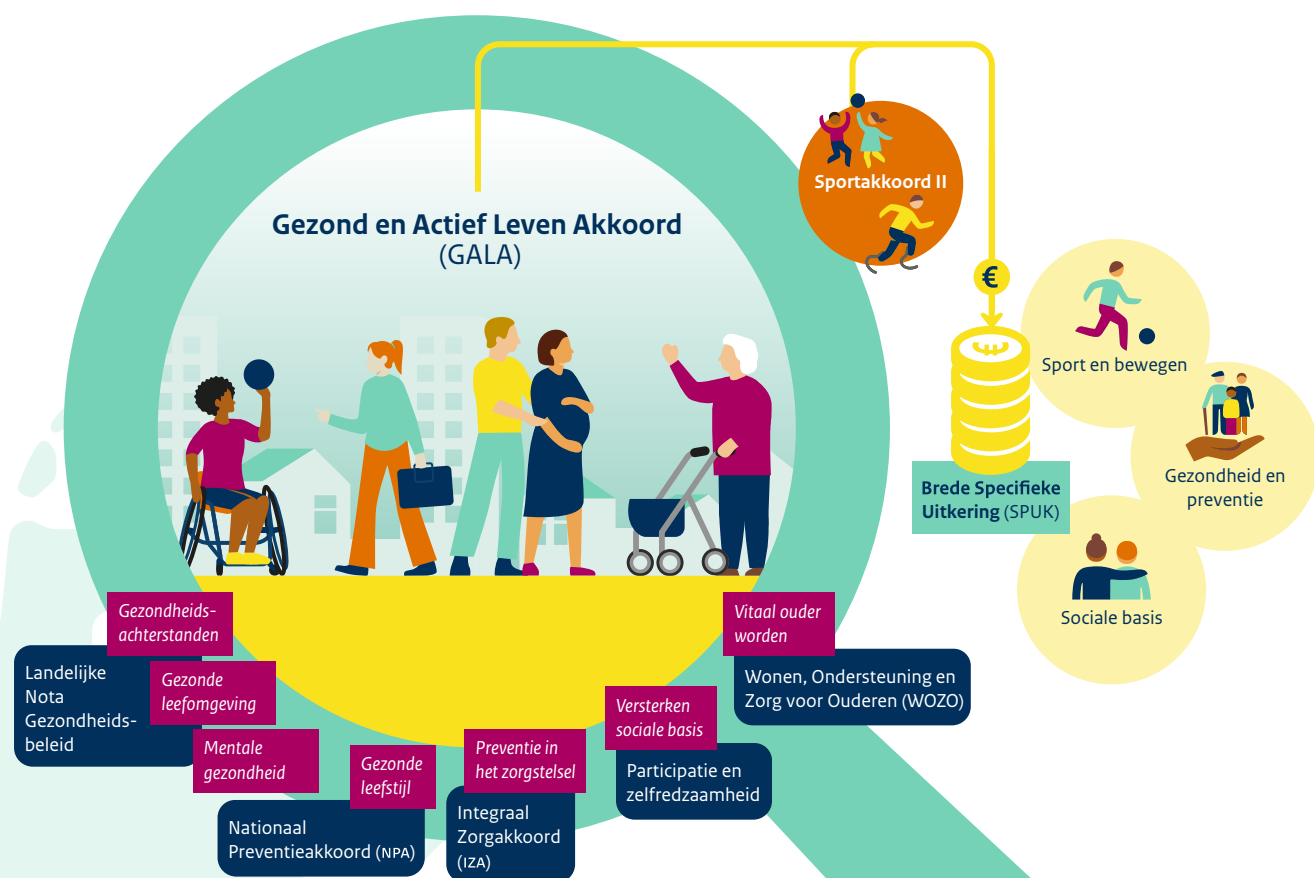 Gezond en Actief Leven Akkoord
(GALA)
Sportakkoord II
€
Sport en bewegen
Gezondheid en
preventie
Brede Specifieke
Uitkering (SPUK)
Sociale basis
Gezondheids-
achterstanden
Landelijke
Nota
Gezondheids-
beleid
Gezonde
leefomgeving
Mentale
gezondheid
Gezonde
leefstijl
Nationaal
Preventieakkoord (NPA)
Preventie in
het zorgstelsel
Integraal
Zorgakkoord
(IZA)
Versterken
sociale basis
Participatie en
zelfredzaamheid
Vitaal ouder
worden
Wonen, Ondersteuning en
Zorg voor Ouderen (WOZO)